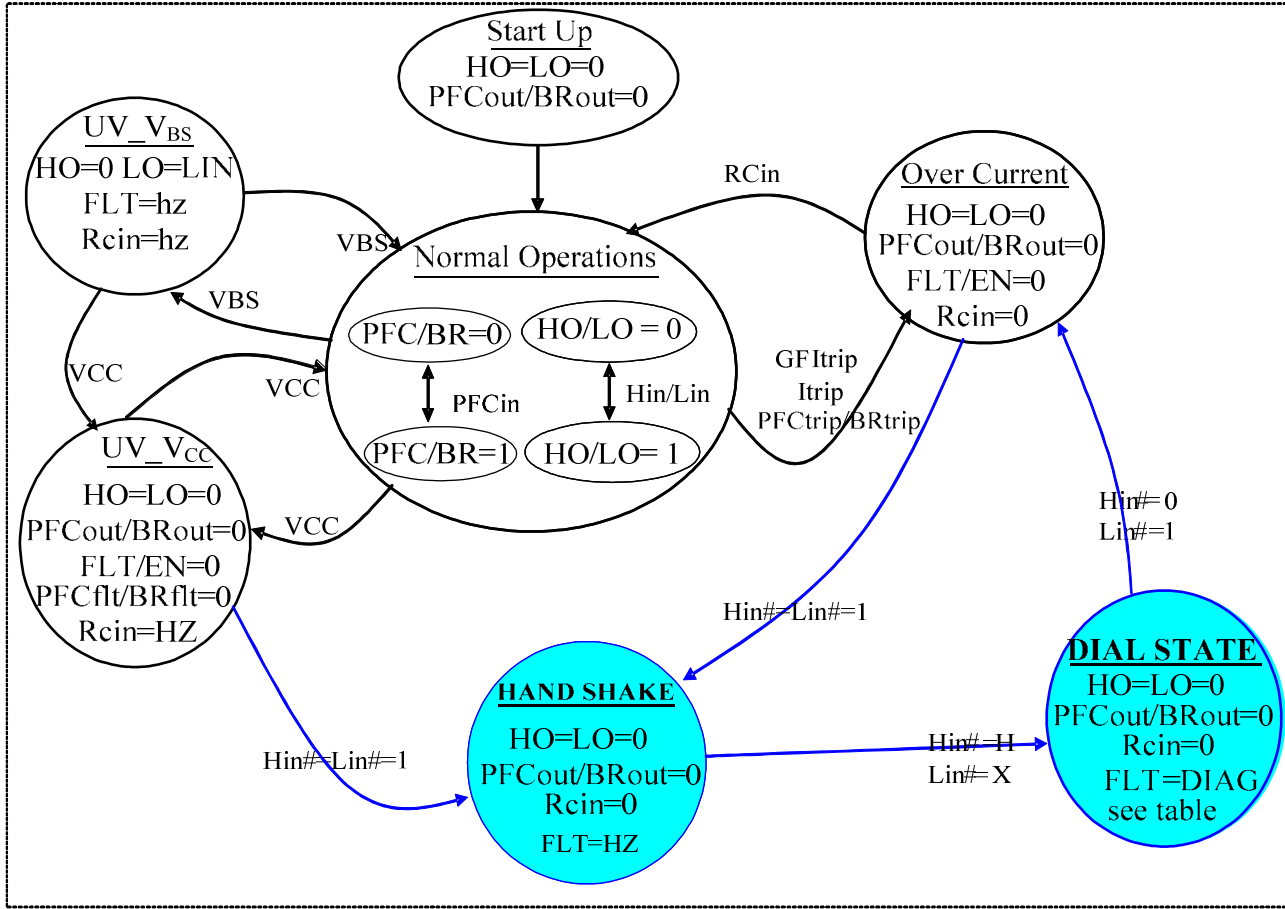 Start Up
HO=LO=0
PFCout/BRout=0
UV_VBS
HO=0 LO=LIN
FLT=hz
Rcin=hz
VBS
VBS
VCC
VCC
Normal Operations
PFC/BR=0
PFCin
PFC/BR=1
HO/LO = 0
Hin/Lin
HO/LO= 1
RCin
Over Current
HO=LO=0
PFCout/BRout=0
FLT/EN=0
Rcin=0
GFItrip
Itrip
PFCtrip/BRtrip
UV_VCC
HO=LO=0
PFCout/BRout=0
FLT/EN=0
PFCflt/BRflt=0
Rcin=HZ
VCC
Hin#=Lin#=1
Hin#=Lin#=1
HAND SHAKE
HO=LO=0
PFCout/BRout=0
Rcin=0
FLT=HZ
Hin#=H
Lin#=X
Hin#=0
Lin#=1
DIAL STATE
HO=LO=0
PFCout/BRout=0
Rcin=0
FLT=DIAG
see table